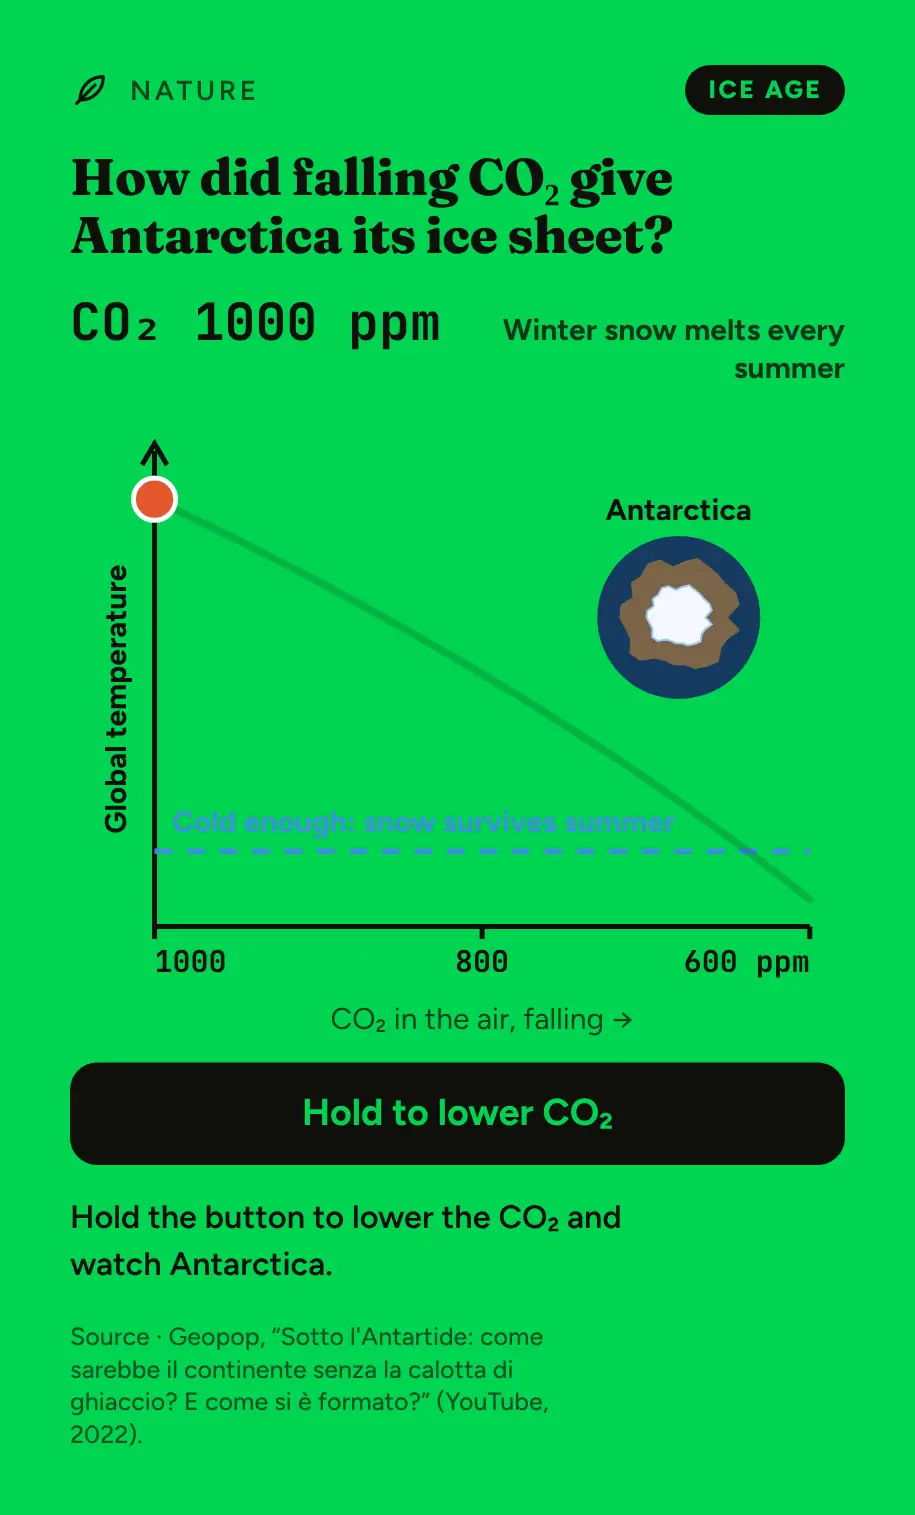 NATURE
ICE AGE
How did falling CO₂ give
Antarctica its ice sheet?
CO₂ 1000 ppm
Winter snow melts every
summer
Antarctica
Global temperature
Cold enough: snow survives summer
1000
800
600 ppm
CO₂ in the air, falling →
Hold to lower CO₂
Hold the button to lower the CO₂ and
watch Antarctica.
Source · Geopop, “Sotto l'Antartide: come
sarebbe il continente senza la calotta di
ghiaccio? E come si è formato?” (YouTube,
2022).